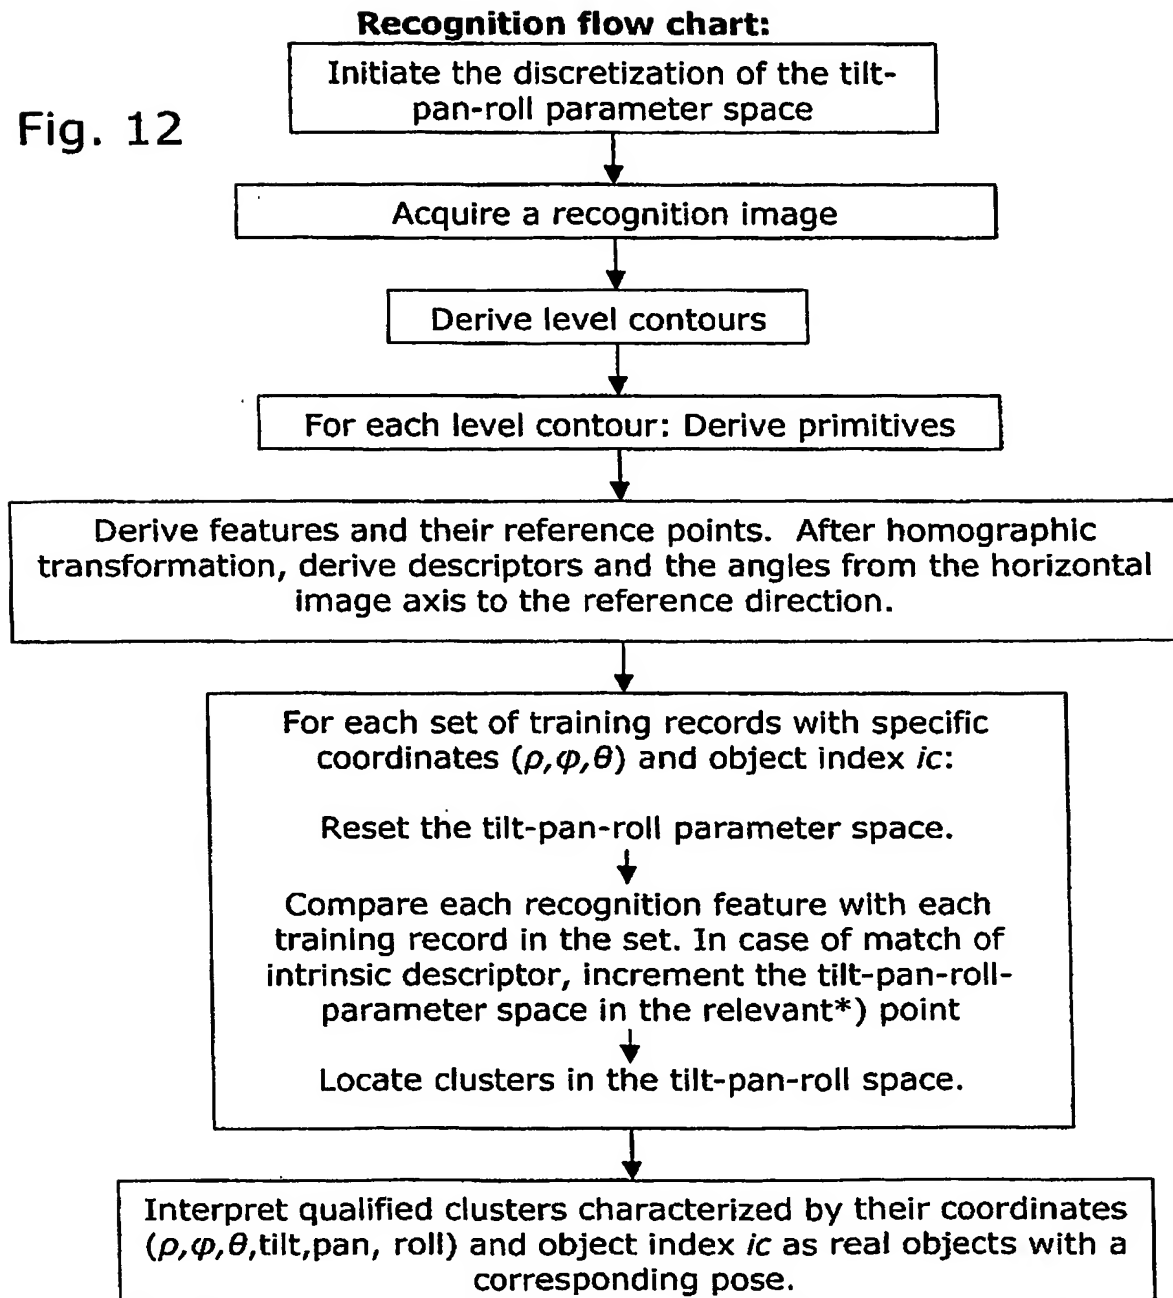 Recognition flow chart:
Fig. 12
Initiate the discretization of the tilt-
pan-roll parameter space
Acquire a recognition image
Derive level contours
For each level contour: Derive primitives
Derive features and their reference points. After homographic
transformation, derive descriptors and the angles from the horizontal
image axis to the reference direction.
For each set of training records with specific
coordinates (ρ,φ,θ) and object index ic:
Reset the tilt-pan-roll parameter space.
Compare each recognition feature with each
training record in the set. In case of match of
intrinsic descriptor, increment the tilt-pan-roll-
parameter space in the relevant*) point
Locate clusters in the tilt-pan-roll space.
Interpret qualified clusters characterized by their coordinates
(ρ,φ,θ,tilt,pan, roll) and object index ic as real objects with a
corresponding pose.